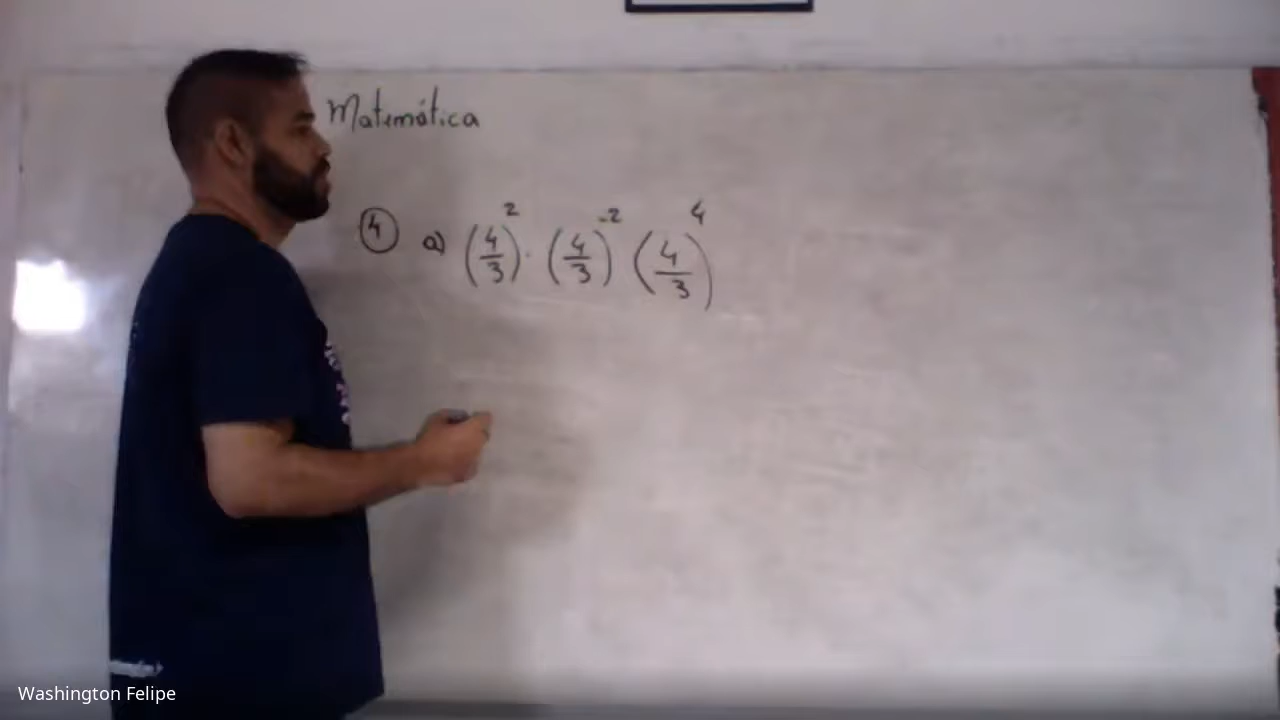 Matemática
4 a) (4/3)² · (4/3)⁻² (4/3)⁴
Washington Felipe